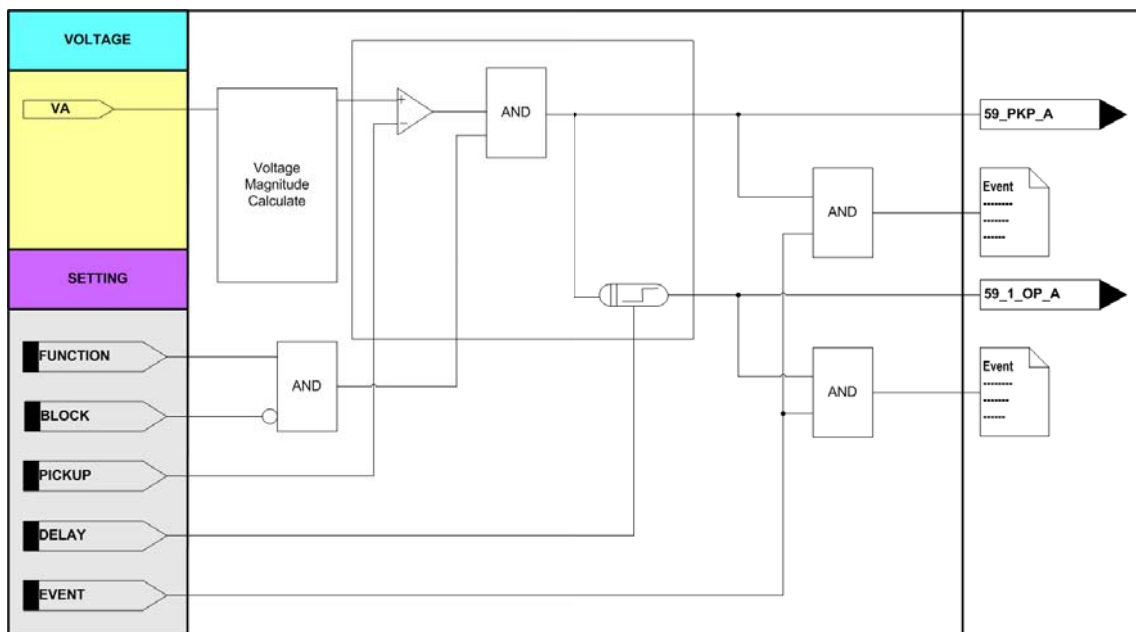 VOLTAGE
VA
Voltage
Magnitude
Calculate
+
−
AND
59_PKP_A
AND
Event
--------
-------
------
SETTING
59_1_OP_A
FUNCTION
AND
BLOCK
AND
Event
--------
-------
------
PICKUP
DELAY
EVENT